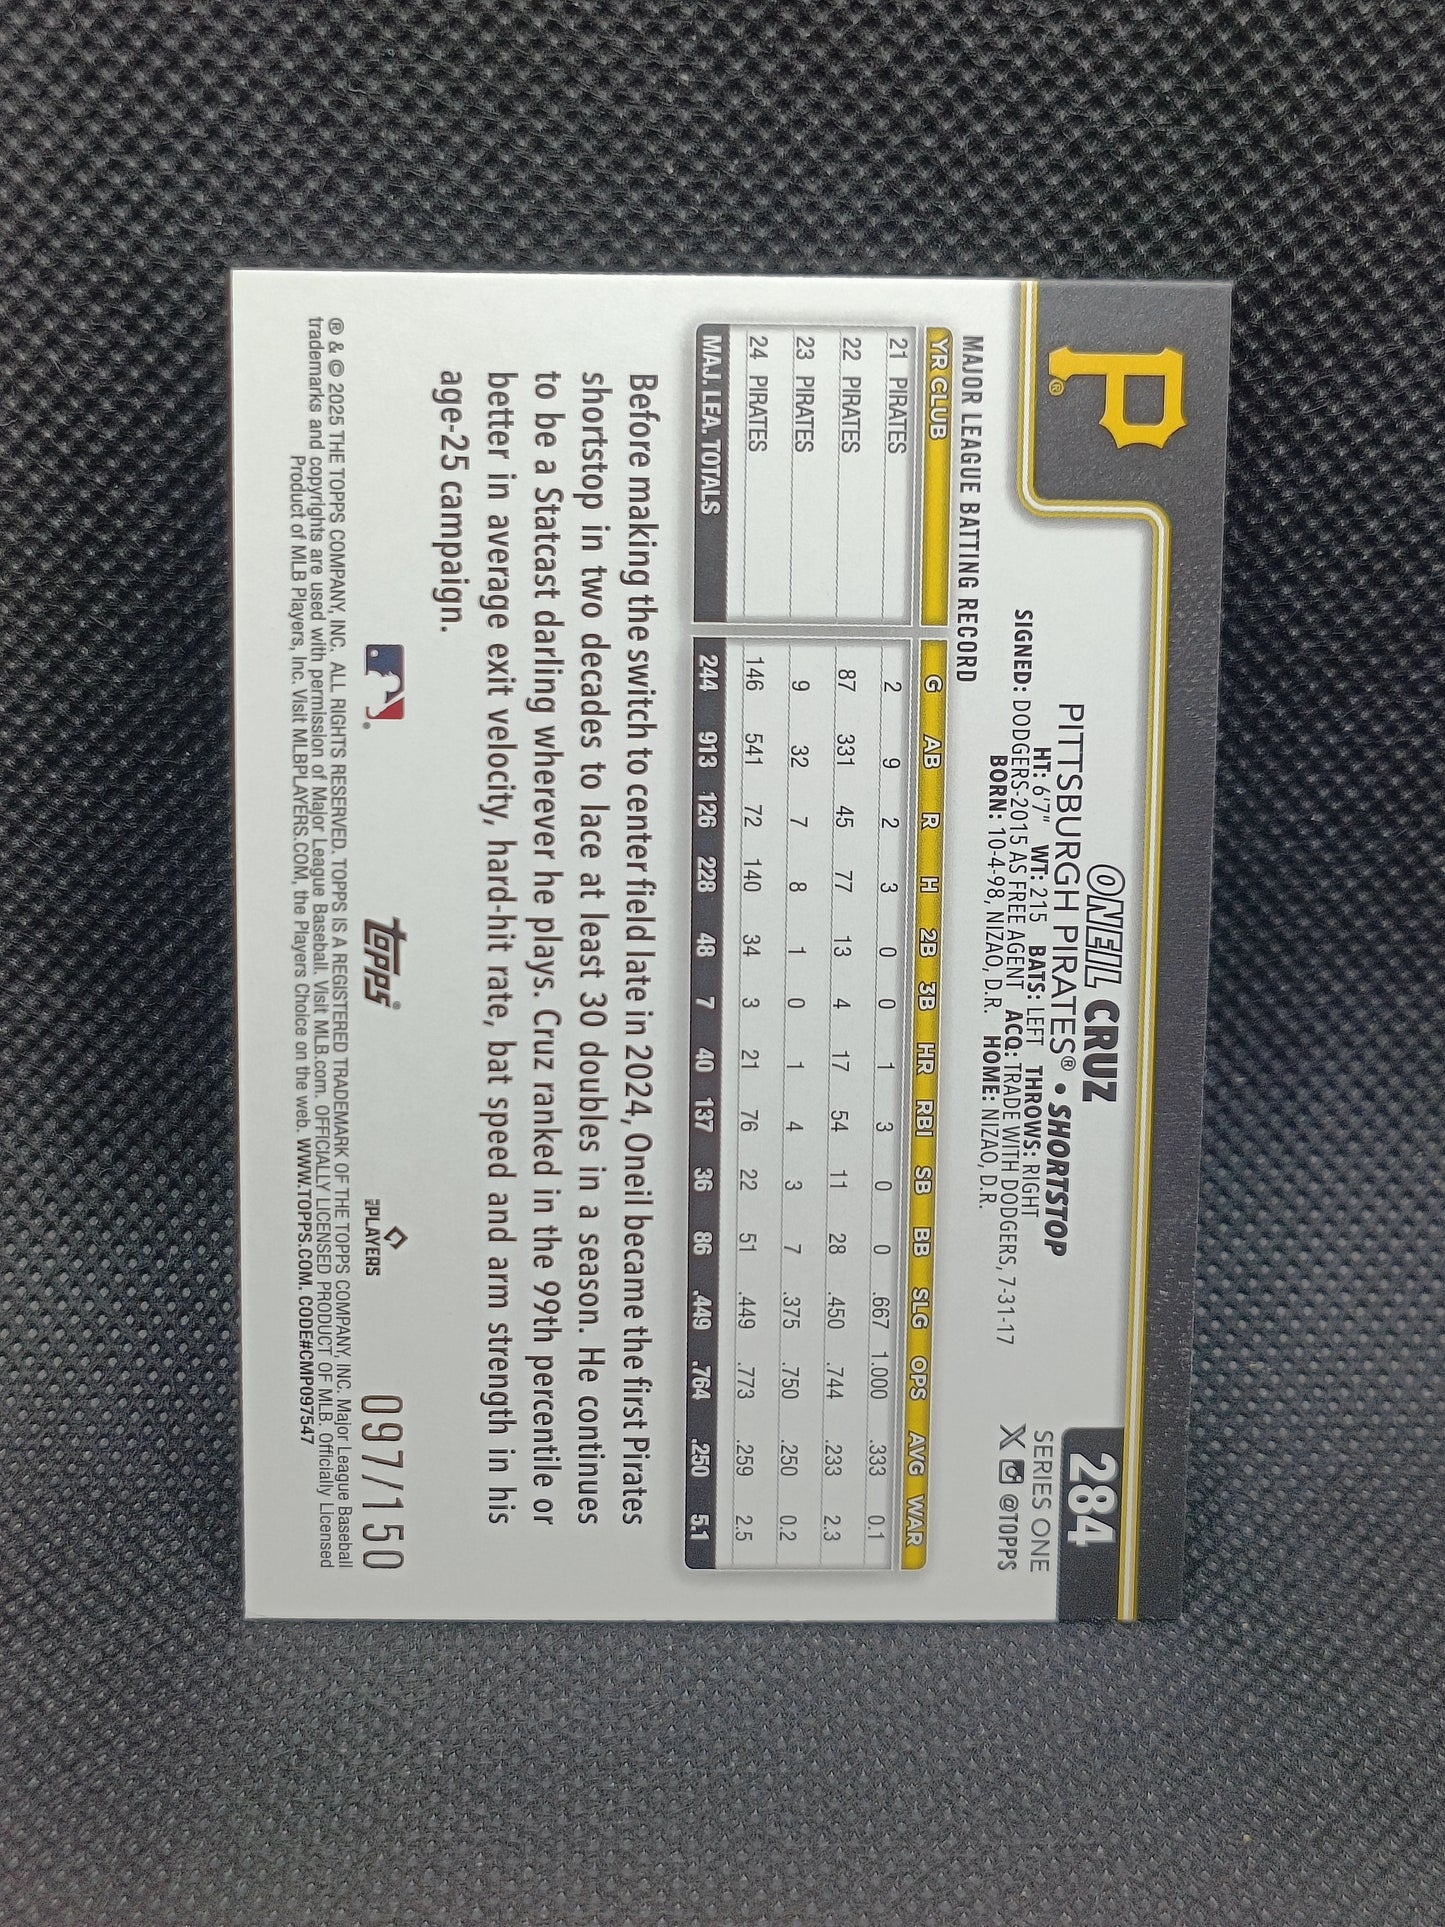 P®
284
ONEIL CRUZ
PITTSBURGH PIRATES® • SHORTSTOP
SERIES ONE
HT: 6'7" WT: 215 BATS: LEFT THROWS: RIGHT
X @TOPPS
SIGNED: DODGERS-2015 AS FREE AGENT ACQ: TRADE WITH DODGERS, 7-31-17
BORN: 10-4-98, NIZAO, D.R. HOME: NIZAO, D.R.
MAJOR LEAGUE BATTING RECORD
YR CLUB G AB R H 2B 3B HR RBI SB BB SLG OPS AVG WAR
21 PIRATES 2 9 2 3 0 0 1 3 0 0 .667 1.000 .333 0.1
22 PIRATES 87 331 45 77 13 4 17 54 11 28 .450 .744 .233 2.3
23 PIRATES 9 32 7 8 1 0 1 4 3 7 .375 .750 .250 0.2
24 PIRATES 146 541 72 140 34 3 21 76 22 51 .449 .773 .259 2.5
MAJ. LEA. TOTALS 244 913 126 228 48 7 40 137 36 86 .449 .764 .250 5.1
Before making the switch to center field late in 2024, Oneil became the first Pirates
shortstop in two decades to lace at least 30 doubles in a season. He continues
to be a Statcast darling wherever he plays. Cruz ranked in the 99th percentile or
better in average exit velocity, hard-hit rate, bat speed and arm strength in his
age-25 campaign.
topps®
PLAYERS
097/150
® & © 2025 THE TOPPS COMPANY, INC. ALL RIGHTS RESERVED. TOPPS IS A REGISTERED TRADEMARK OF THE TOPPS COMPANY, INC. Major League Baseball
trademarks and copyrights are used with permission of Major League Baseball. Visit MLB.com. OFFICIALLY LICENSED PRODUCT OF MLB. Officially Licensed
Product of MLB Players, Inc. Visit MLBPLAYERS.COM, the Players Choice on the web. WWW.TOPPS.COM. CODE#CMP097547